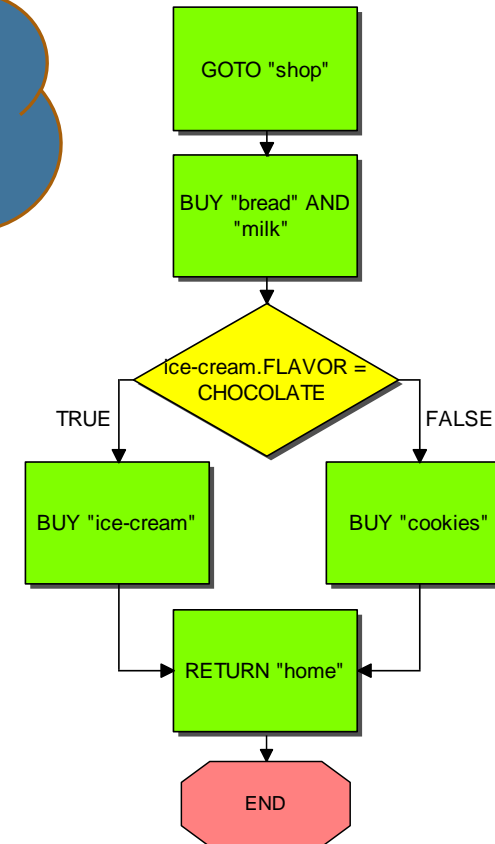 GOTO "shop"
BUY "bread" AND
"milk"
ice-cream.FLAVOR =
CHOCOLATE
TRUE
FALSE
BUY "ice-cream"
BUY "cookies"
RETURN "home"
END